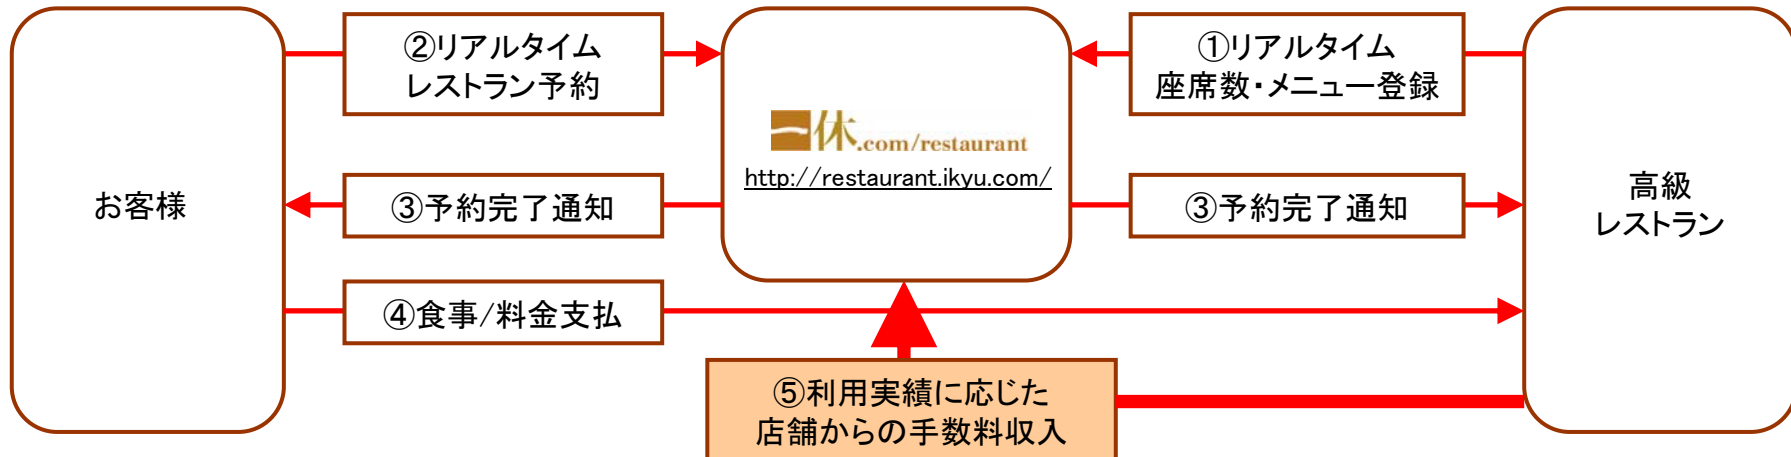 ②リアルタイム
レストラン予約
①リアルタイム
座席数・メニュー登録
一休.com/restaurant
http://restaurant.ikyu.com/
お客様
③予約完了通知
③予約完了通知
高級
レストラン
④食事/料金支払
⑤利用実績に応じた
店舗からの手数料収入